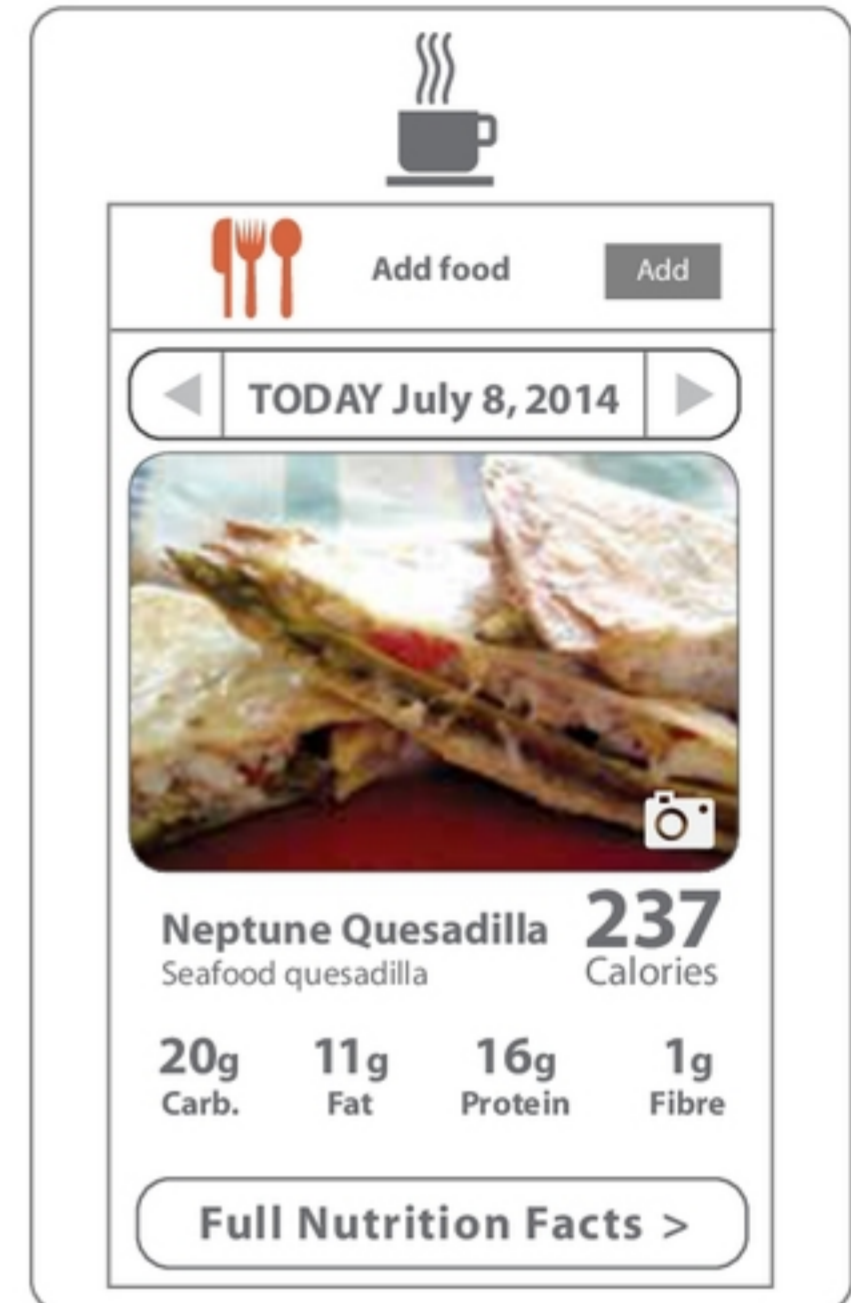 Add food
Add
TODAY July 8, 2014
Neptune Quesadilla
237
Seafood quesadilla
Calories
20g
11g
16g
1g
Carb.
Fat
Protein
Fibre
Full Nutrition Facts >